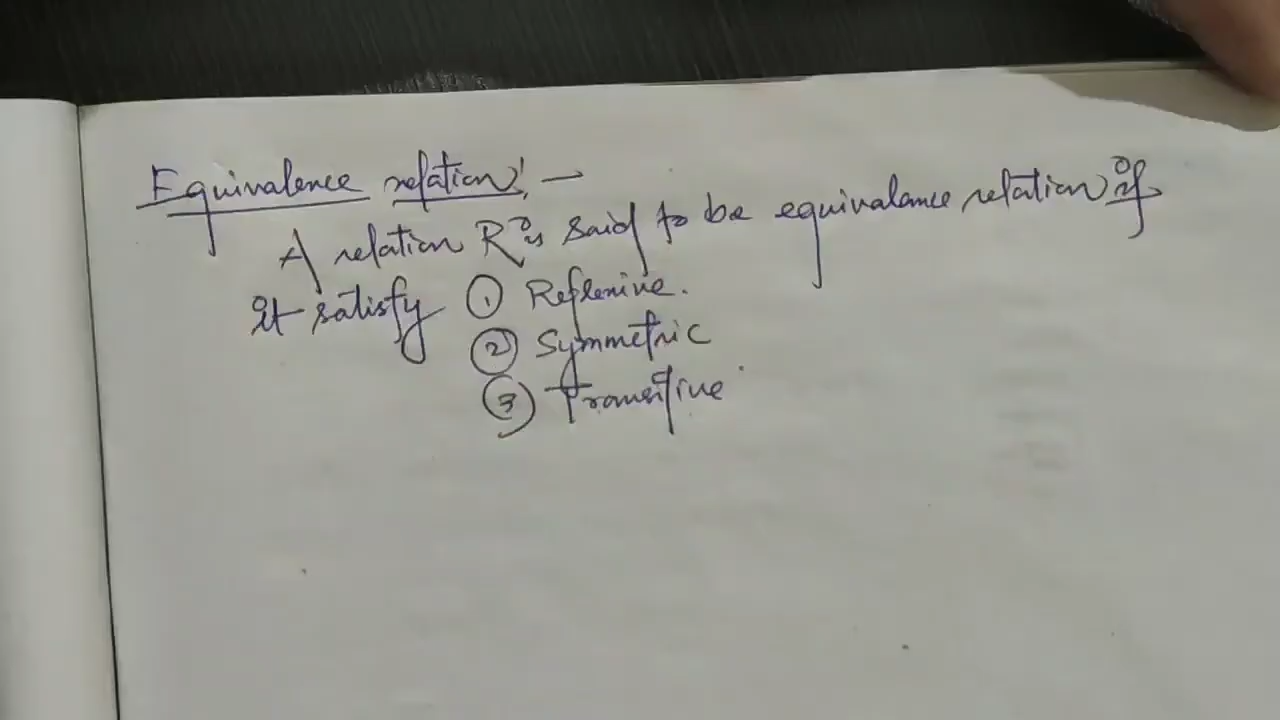 Equivalence relation:-
A relation R is said to be equivalance relation if
it satisfy ① Reflexive.
② Symmetric
③ Transitive